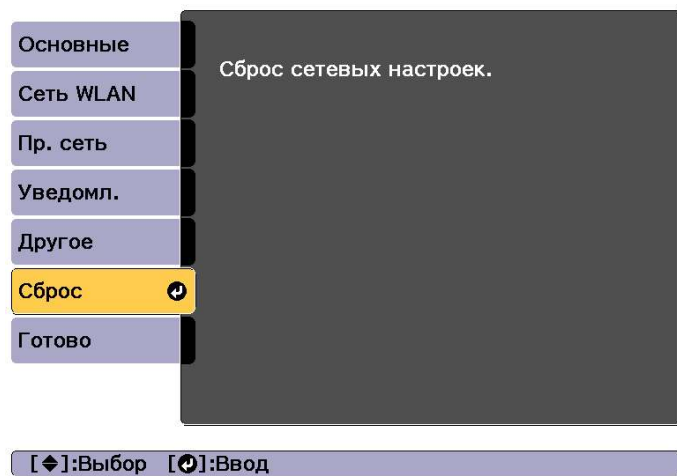 Основные
Сеть WLAN
Пр. сеть
Уведомл.
Другое
Сброс
Готово
Сброс сетевых настроек.
[◆]:Выбор [⏎]:Ввод